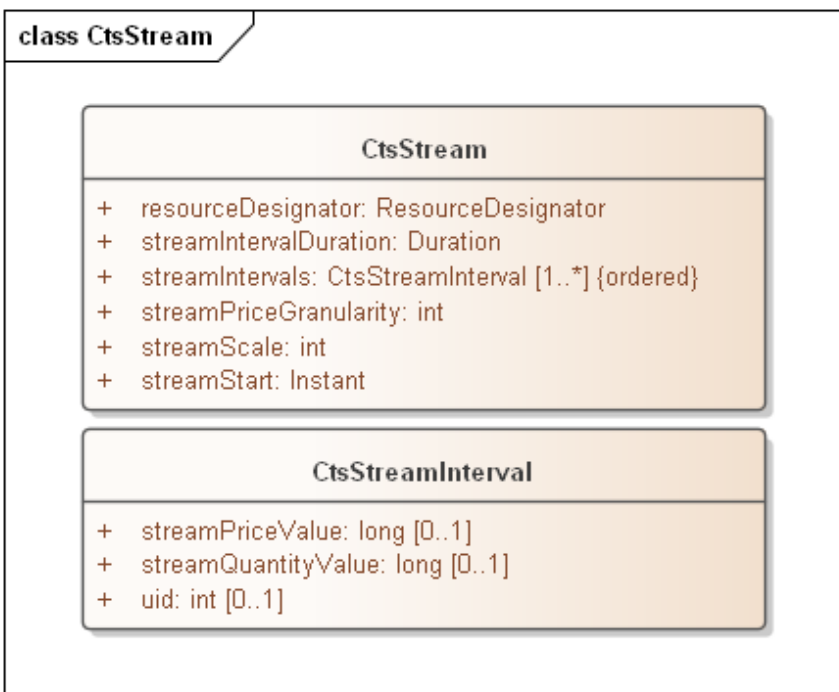 class CtsStream
CtsStream
+ resourceDesignator: ResourceDesignator
+ streamIntervalDuration: Duration
+ streamIntervals: CtsStreamInterval [1..*] {ordered}
+ streamPriceGranularity: int
+ streamScale: int
+ streamStart: Instant
CtsStreamInterval
+ streamPriceValue: long [0..1]
+ streamQuantityValue: long [0..1]
+ uid: int [0..1]